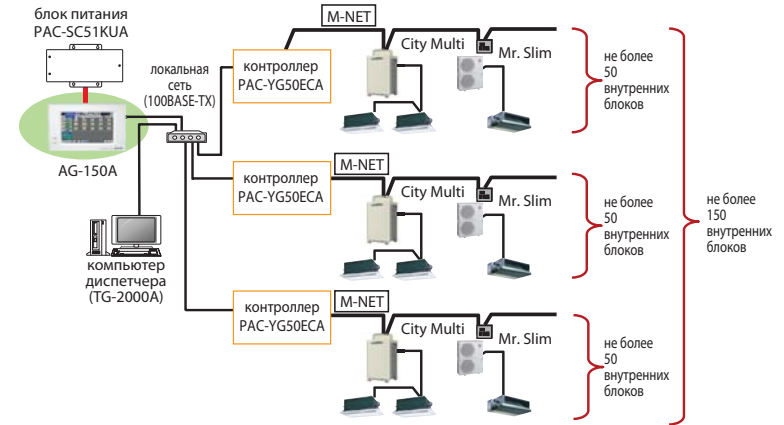 блок питания
PAC-SC51KUA
AG-150A
локальная
сеть
(100BASE-TX)
компьютер
диспетчера
(TG-2000A)
контроллер
PAC-YG50ECA
M-NET
City Multi
Mr. Slim
не более
50
внутренних
блоков
контроллер
PAC-YG50ECA
M-NET
City Multi
Mr. Slim
не более
50
внутренних
блоков
контроллер
PAC-YG50ECA
M-NET
City Multi
Mr. Slim
не более
50
внутренних
блоков
не более
150
внутренних
блоков